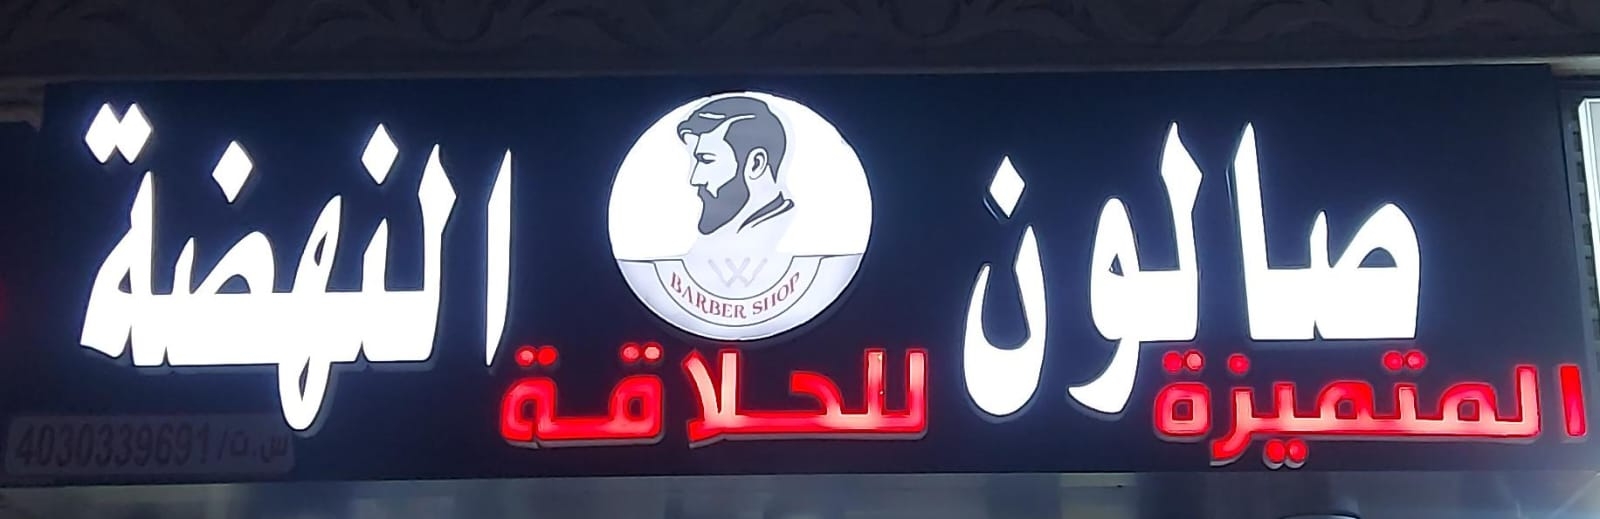 صالون النهضة
BARBER SHOP
المتميزة للحلاقة
س.ت/4030339691